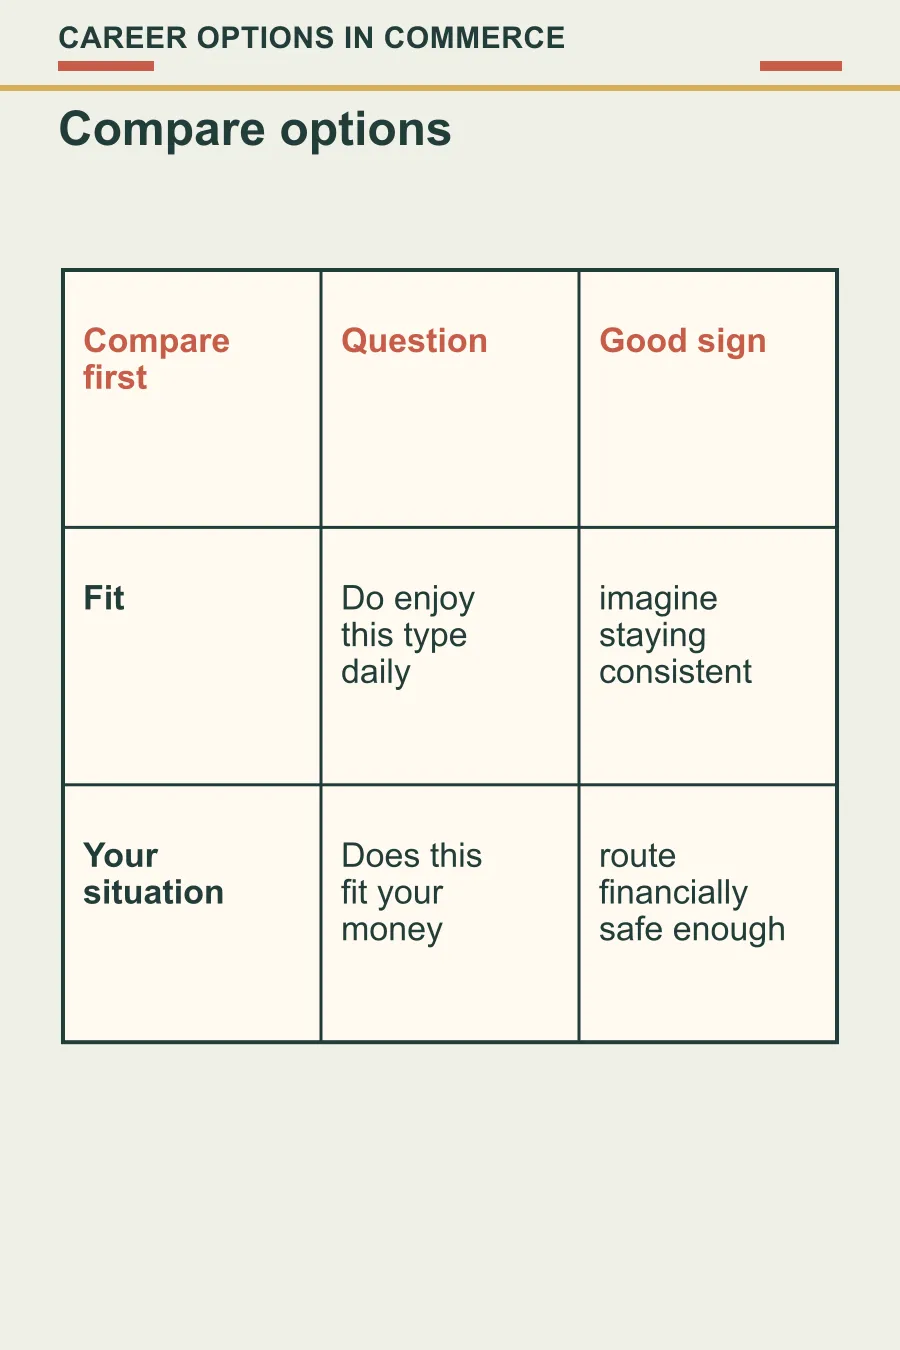 CAREER OPTIONS IN COMMERCE
Compare options
Compare
first
Question
Good sign
Fit
Do enjoy
this type
daily
imagine
staying
consistent
Your
situation
Does this
fit your
money
route
financially
safe enough